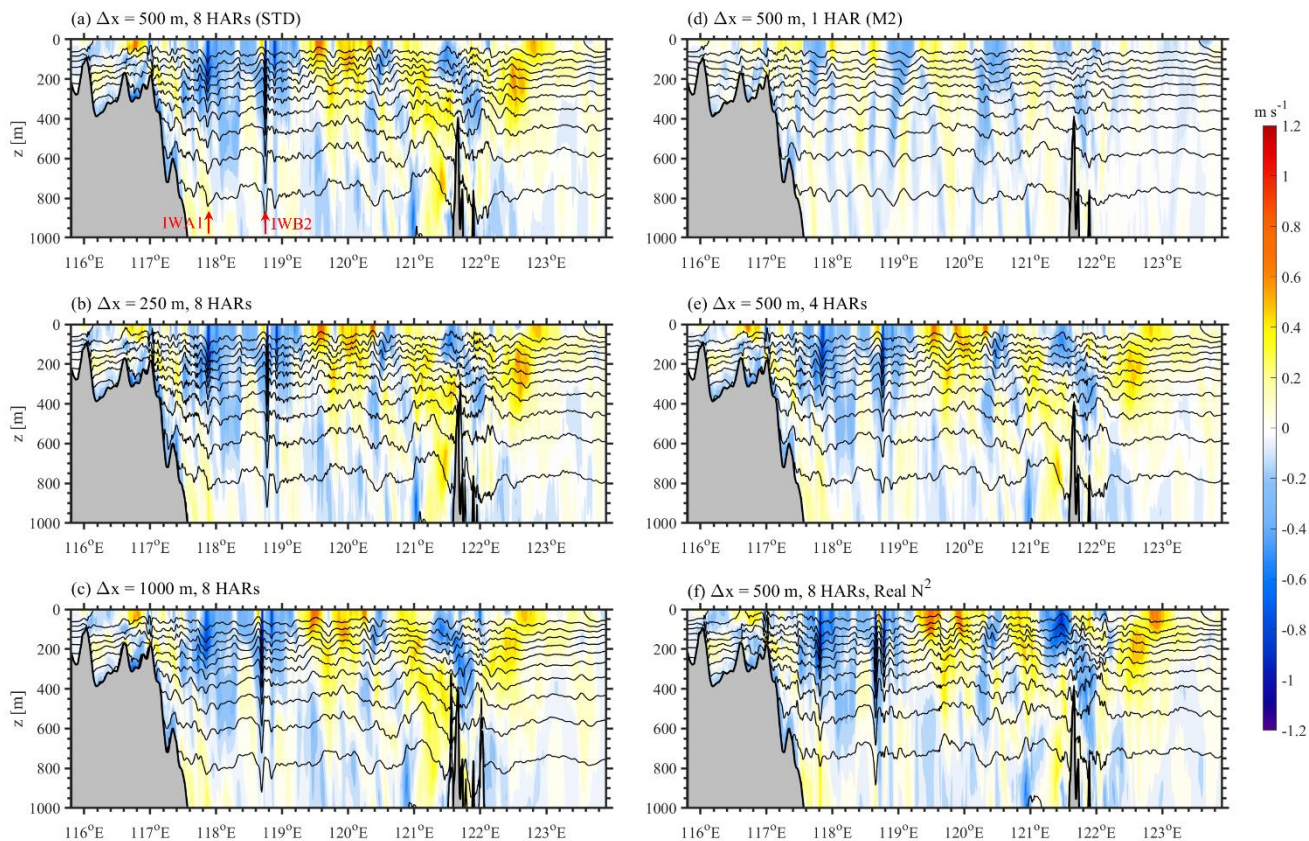 (a) Δx = 500 m, 8 HARs (STD)
0
200
400
600
800
1000
z [m]
IWA1
IWB2
116°E 117°E 118°E 119°E 120°E 121°E 122°E 123°E
(b) Δx = 250 m, 8 HARs
0
200
400
600
800
1000
z [m]
116°E 117°E 118°E 119°E 120°E 121°E 122°E 123°E
(c) Δx = 1000 m, 8 HARs
0
200
400
600
800
1000
z [m]
116°E 117°E 118°E 119°E 120°E 121°E 122°E 123°E
(d) Δx = 500 m, 1 HAR (M2)
0
200
400
600
800
1000
116°E 117°E 118°E 119°E 120°E 121°E 122°E 123°E
(e) Δx = 500 m, 4 HARs
0
200
400
600
800
1000
116°E 117°E 118°E 119°E 120°E 121°E 122°E 123°E
(f) Δx = 500 m, 8 HARs, Real N²
0
200
400
600
800
1000
116°E 117°E 118°E 119°E 120°E 121°E 122°E 123°E
m s⁻¹
1.2
1
0.8
0.6
0.4
0.2
0
-0.2
-0.4
-0.6
-0.8
-1
-1.2